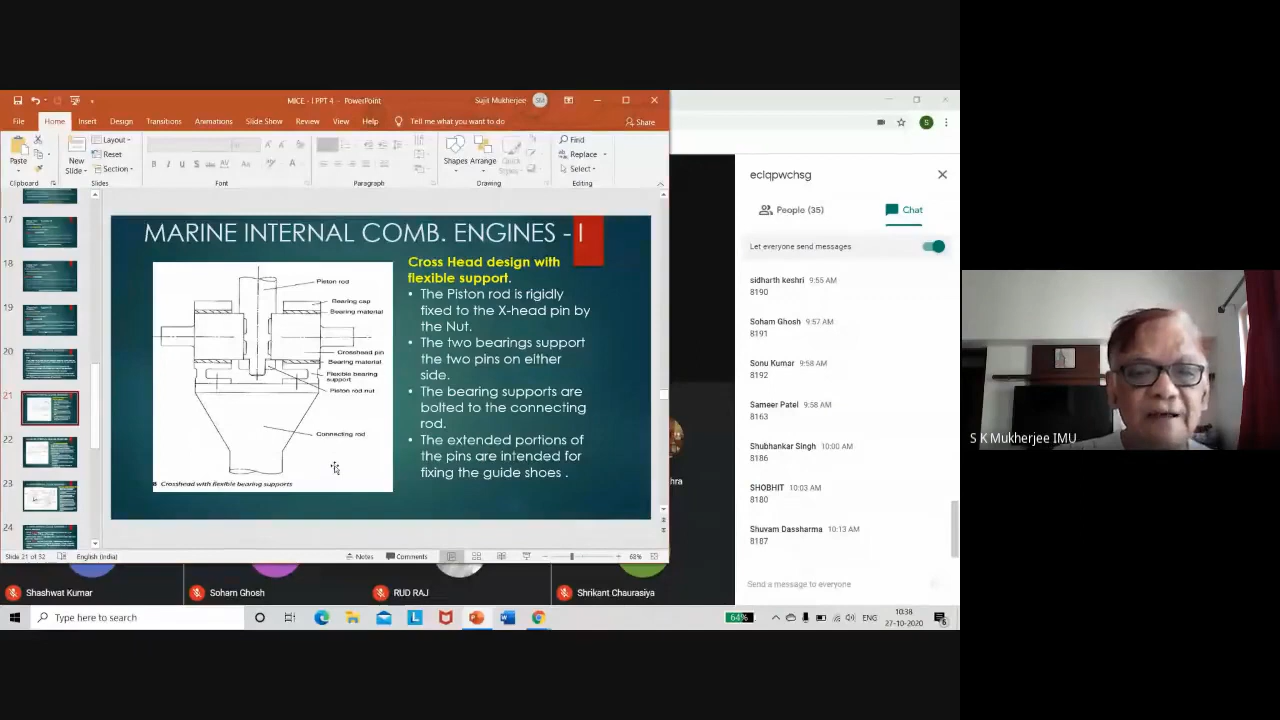 MICE - I PPT 4 - PowerPoint
Sujit Mukherjee
SM
File
Home
Insert
Design
Transitions
Animations
Slide Show
Review
View
Help
Tell me what you want to do
Share
Paste
New
Slide
Layout
Reset
Section
Shapes
Arrange
Quick
Find
Replace
Select
Clipboard
Slides
Font
Paragraph
Drawing
Editing
17
18
19
20
21
22
23
24
MARINE INTERNAL COMB. ENGINES - I
Piston rod
Bearing cap
Bearing material
Crosshead pin
Bearing material
Flexible bearing
support
Piston rod nut
Connecting rod
B Crosshead with flexible bearing supports
Cross Head design with
flexible support.
• The Piston rod is rigidly
fixed to the X-head pin by
the Nut.
• The two bearings support
the two pins on either
side.
• The bearing supports are
bolted to the connecting
rod.
• The extended portions of
the pins are intended for
fixing the guide shoes .
Slide 21 of 32
English (India)
Notes
Comments
68%
Shashwat Kumar
Soham Ghosh
RUD RAJ
Shrikant Chaurasiya
S
eclqpwchsg
People (35)
Chat
Let everyone send messages
sidharth keshri 9:55 AM
8190
Soham Ghosh 9:57 AM
8191
Sonu Kumar 9:58 AM
8192
Sameer Patel 9:58 AM
8163
Shubhankar Singh 10:00 AM
8186
SHOBHIT 10:03 AM
8180
Shuvam Dassharma 10:13 AM
8187
Send a message to everyone
S K Mukherjee IMU
Type here to search
64%
ENG
10:38
27-10-2020